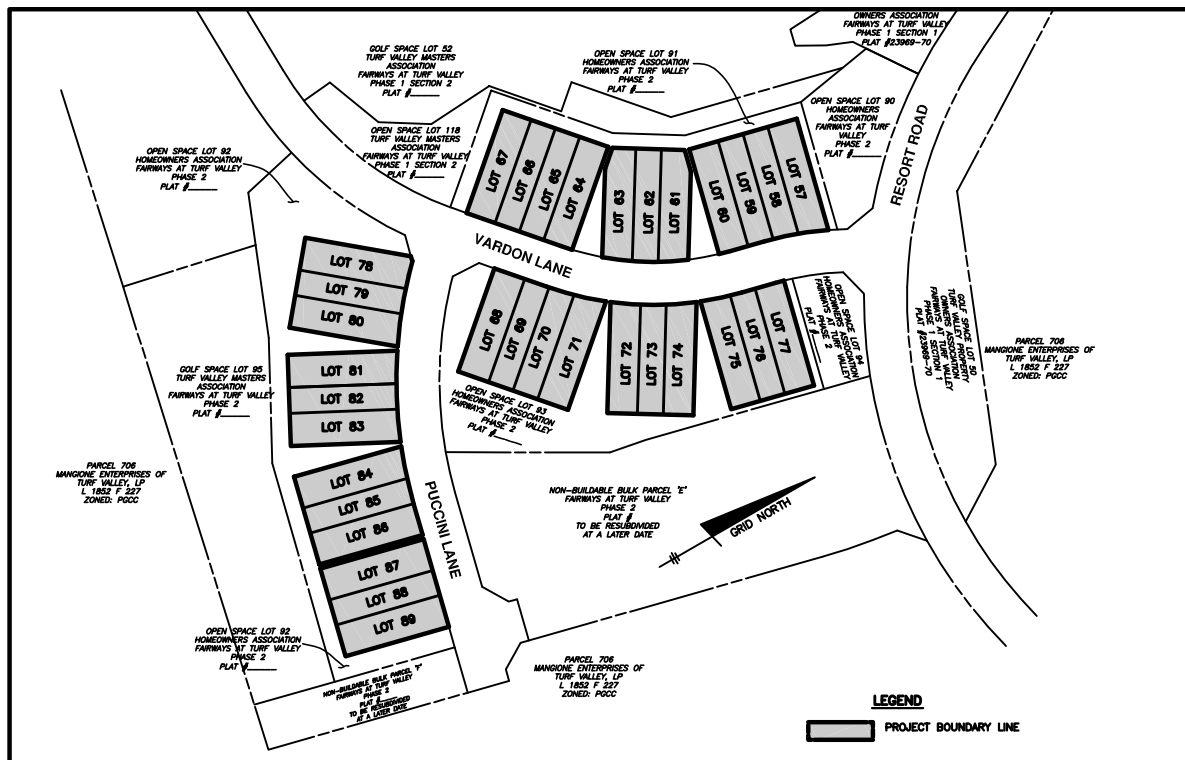 OWNERS ASSOCIATION
FAIRWAYS AT TURF VALLEY
PHASE 1 SECTION 1
PLAT #23969-70
GOLF SPACE LOT 52
TURF VALLEY MASTERS
ASSOCIATION
FAIRWAYS AT TURF VALLEY
PHASE 1 SECTION 2
PLAT #______
OPEN SPACE LOT 91
HOMEOWNERS ASSOCIATION
FAIRWAYS AT TURF VALLEY
PHASE 2
PLAT #______
OPEN SPACE LOT 90
HOMEOWNERS
ASSOCIATION
FAIRWAYS AT TURF
VALLEY
PHASE 2
PLAT #______
OPEN SPACE LOT 118
TURF VALLEY MASTERS
ASSOCIATION
FAIRWAYS AT TURF VALLEY
PHASE 1 SECTION 2
PLAT #______
OPEN SPACE LOT 92
HOMEOWNERS ASSOCIATION
FAIRWAYS AT TURF VALLEY
PHASE 2
PLAT #______
RESORT ROAD
LOT 67
LOT 66
LOT 65
LOT 64
LOT 63
LOT 62
LOT 61
LOT 60
LOT 59
LOT 58
LOT 57
VARDON LANE
LOT 78
LOT 79
LOT 80
LOT 68
LOT 69
LOT 70
LOT 71
LOT 72
LOT 73
LOT 74
LOT 75
LOT 76
LOT 77
OPEN SPACE LOT 94
HOMEOWNERS ASSOCIATION
FAIRWAYS AT TURF VALLEY
PHASE 2
PLAT #______
GOLF SPACE LOT 50
TURF VALLEY PROPERTY
OWNERS ASSOCIATION
FAIRWAYS AT TURF VALLEY
PHASE 1 SECTION 1
PLAT #23969-70
PARCEL 706
MANGIONE ENTERPRISES OF
TURF VALLEY, LP
L 1852 F 227
ZONED: PGCC
GOLF SPACE LOT 95
TURF VALLEY MASTERS
ASSOCIATION
FAIRWAYS AT TURF VALLEY
PHASE 2
PLAT #______
LOT 81
LOT 82
LOT 83
OPEN SPACE LOT 93
HOMEOWNERS ASSOCIATION
FAIRWAYS AT TURF VALLEY
PHASE 2
PLAT #______
PARCEL 706
MANGIONE ENTERPRISES OF
TURF VALLEY, LP
L 1852 F 227
ZONED: PGCC
LOT 84
LOT 85
LOT 86
PUCCINI LANE
NON-BUILDABLE BULK PARCEL 'E'
FAIRWAYS AT TURF VALLEY
PHASE 2
PLAT #
TO BE RESUBDIVIDED
AT A LATER DATE
GRID NORTH
LOT 87
LOT 88
LOT 89
OPEN SPACE LOT 92
HOMEOWNERS ASSOCIATION
FAIRWAYS AT TURF VALLEY
PHASE 2
PLAT #______
NON-BUILDABLE BULK PARCEL 'F'
FAIRWAYS AT TURF VALLEY
PHASE 2
PLAT #____
TO BE RESUBDIVIDED
AT A LATER DATE
PARCEL 706
MANGIONE ENTERPRISES OF
TURF VALLEY, LP
L 1852 F 227
ZONED: PGCC
LEGEND
PROJECT BOUNDARY LINE